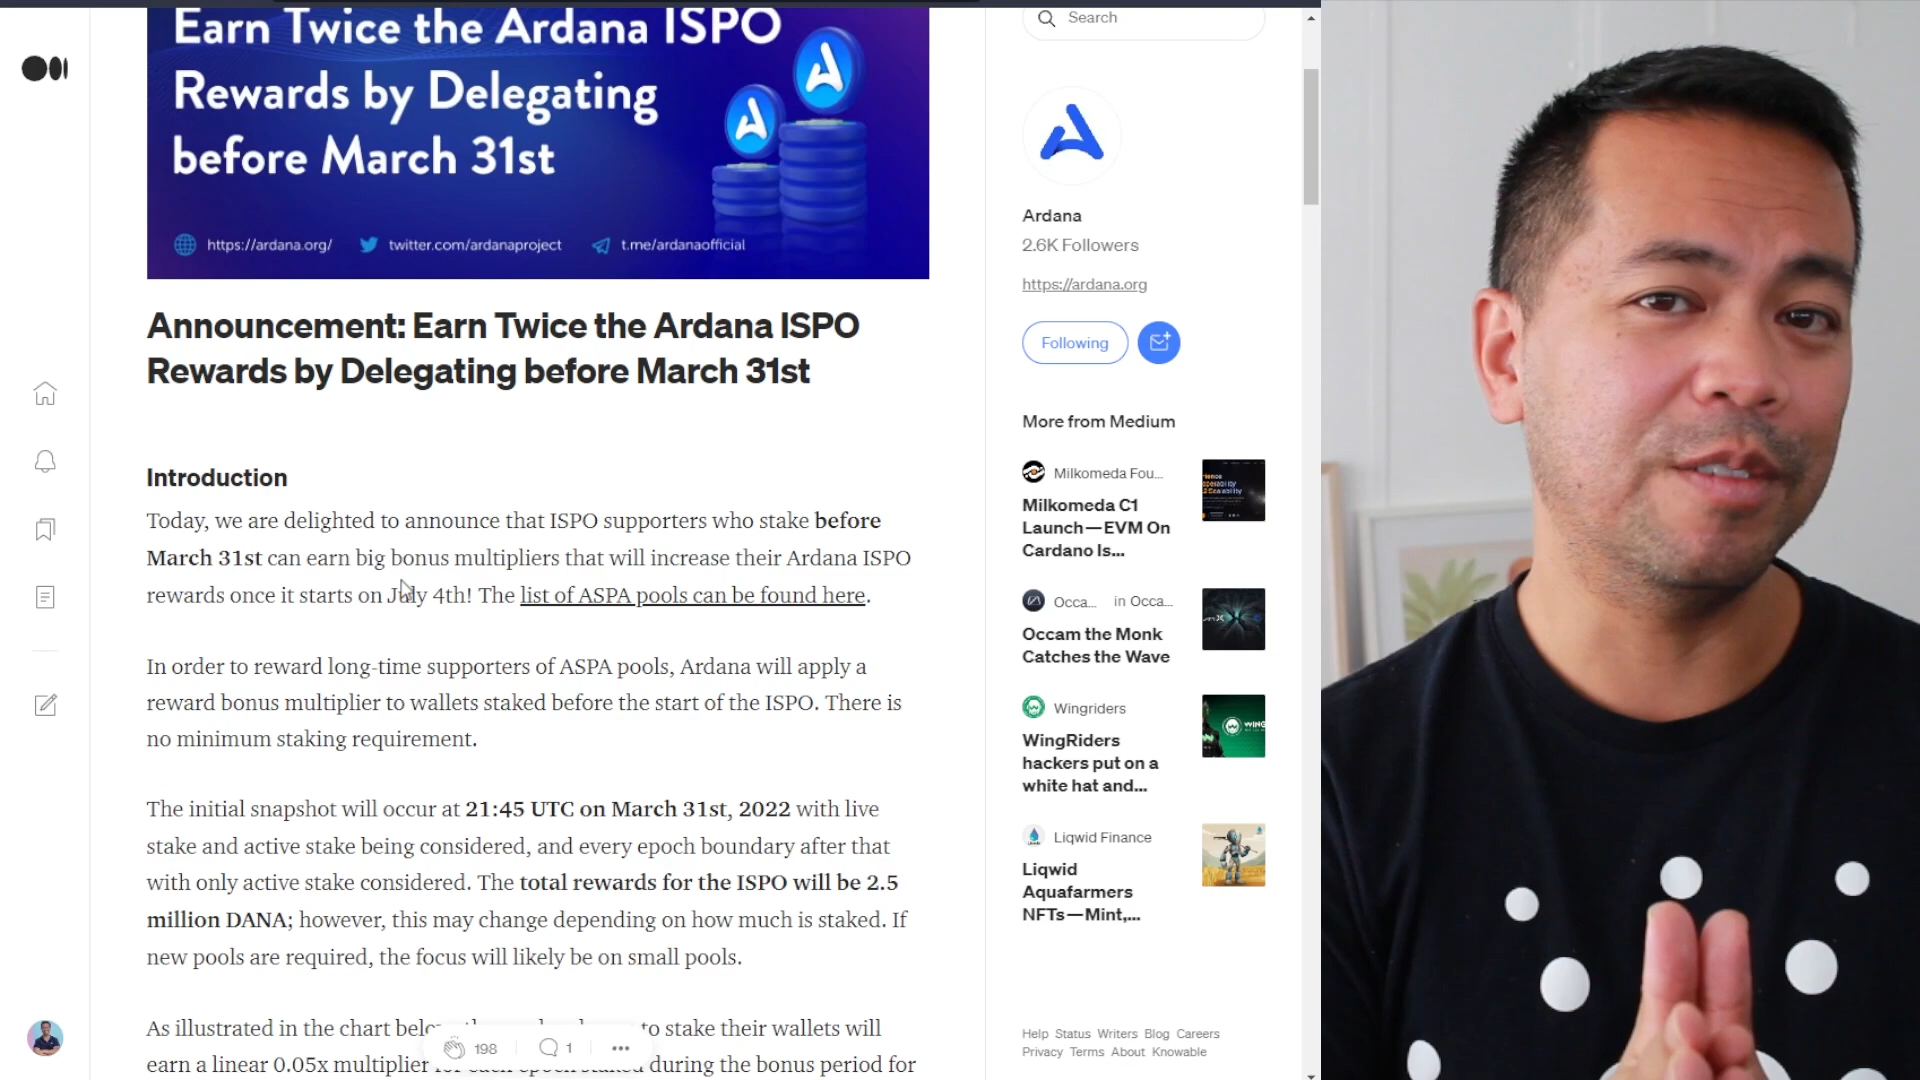 Earn Twice the Ardana ISPO
Rewards by Delegating
before March 31st
https://ardana.org/
twitter.com/ardanaproject
t.me/ardanaofficial
Announcement: Earn Twice the Ardana ISPO
Rewards by Delegating before March 31st
Introduction
Today, we are delighted to announce that ISPO supporters who stake before
March 31st can earn big bonus multipliers that will increase their Ardana ISPO
rewards once it starts on July 4th! The list of ASPA pools can be found here.
In order to reward long-time supporters of ASPA pools, Ardana will apply a
reward bonus multiplier to wallets staked before the start of the ISPO. There is
no minimum staking requirement.
The initial snapshot will occur at 21:45 UTC on March 31st, 2022 with live
stake and active stake being considered, and every epoch boundary after that
with only active stake considered. The total rewards for the ISPO will be 2.5
million DANA; however, this may change depending on how much is staked. If
new pools are required, the focus will likely be on small pools.
As illustrated in the chart to stake their wallets will
earn a linear 0.05x multiplier during the bonus period for
198
1
Search
Ardana
2.6K Followers
https://ardana.org
Following
More from Medium
Milkomeda Fou...
Milkomeda C1
Launch—EVM On
Cardano Is...
Occa... in Occa...
Occam the Monk
Catches the Wave
Wingriders
WingRiders
hackers put on a
white hat and...
Liqwid Finance
Liqwid
Aquafarmers
NFTs—Mint,...
Help Status Writers Blog Careers
Privacy Terms About Knowable